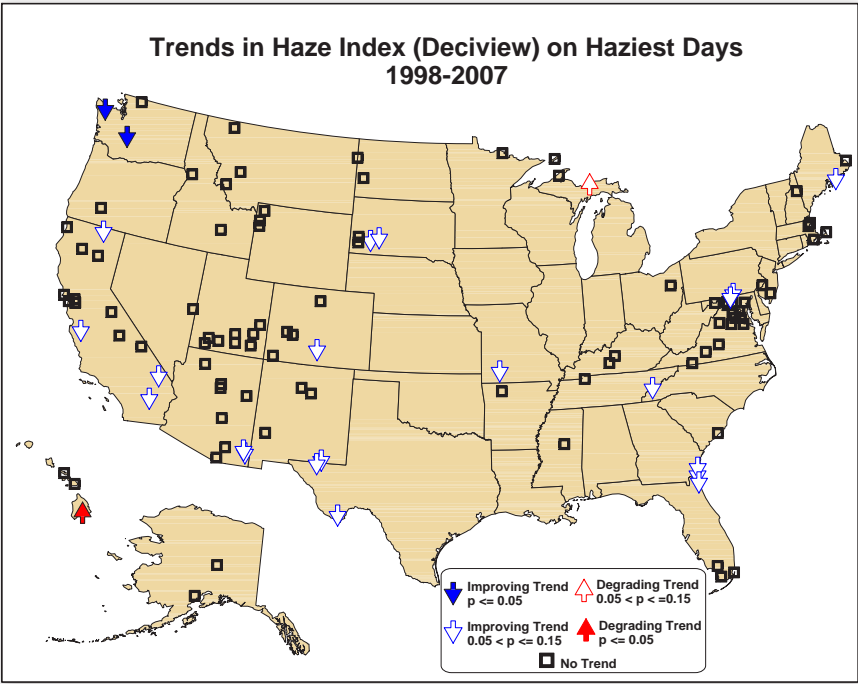 Trends in Haze Index (Deciview) on Haziest Days
1998-2007
Improving Trend
p <= 0.05
Degrading Trend
0.05 < p < =0.15
Improving Trend
0.05 < p <= 0.15
Degrading Trend
p <= 0.05
No Trend